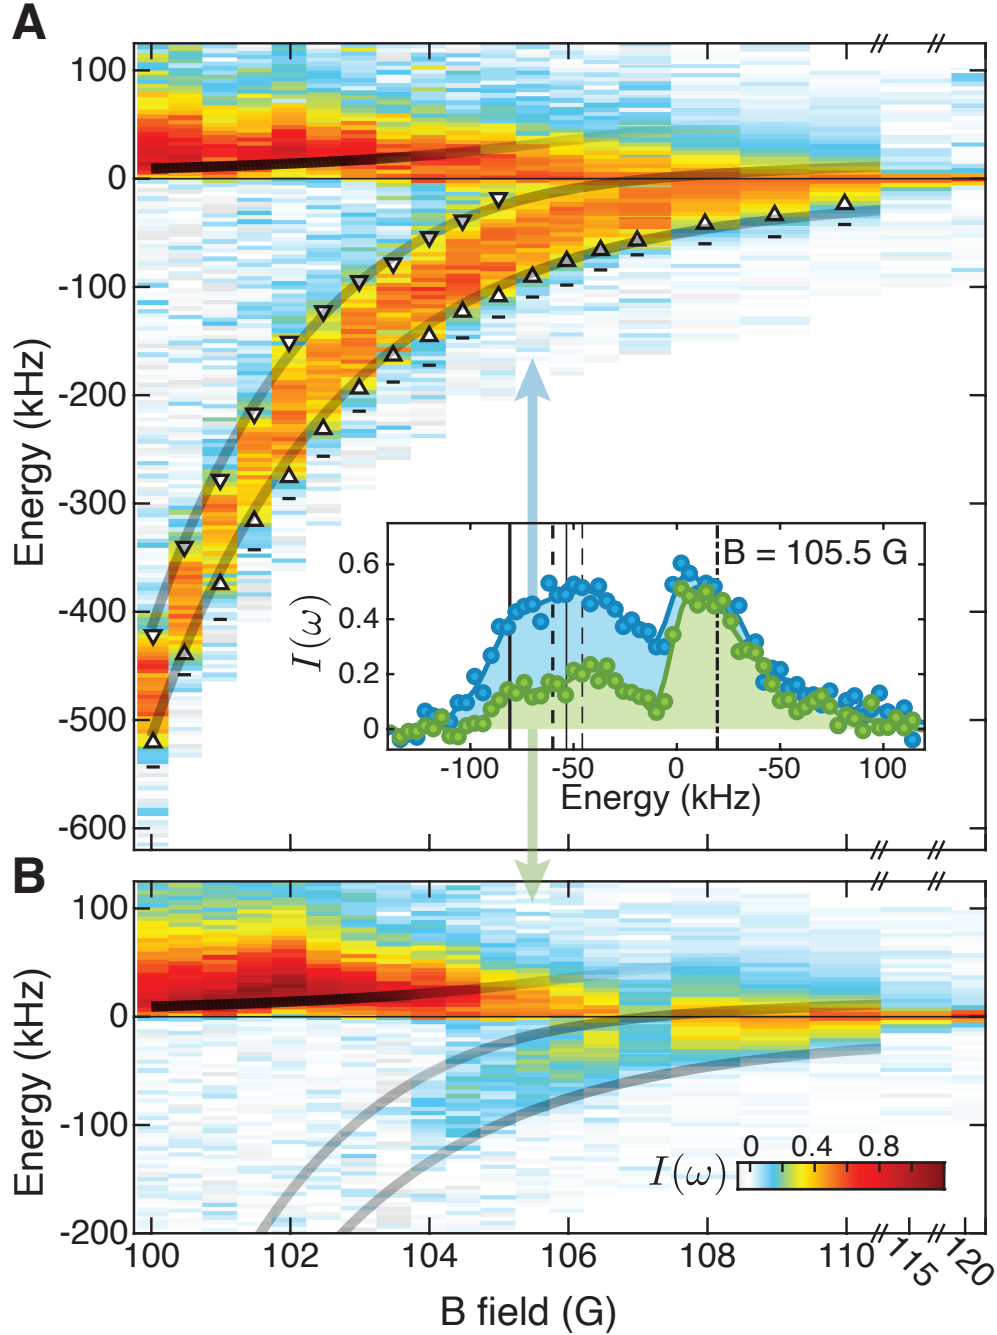 A
100
0
-100
-200
-300
-400
-500
-600
Energy (kHz)
B = 105.5 G
0.6
0.4
0.2
0
I(ω)
-100 -50 0 -50 100
Energy (kHz)
B
100
0
-100
-200
Energy (kHz)
0 0.4 0.8
I(ω)
100 102 104 106 108 110 115 120
B field (G)